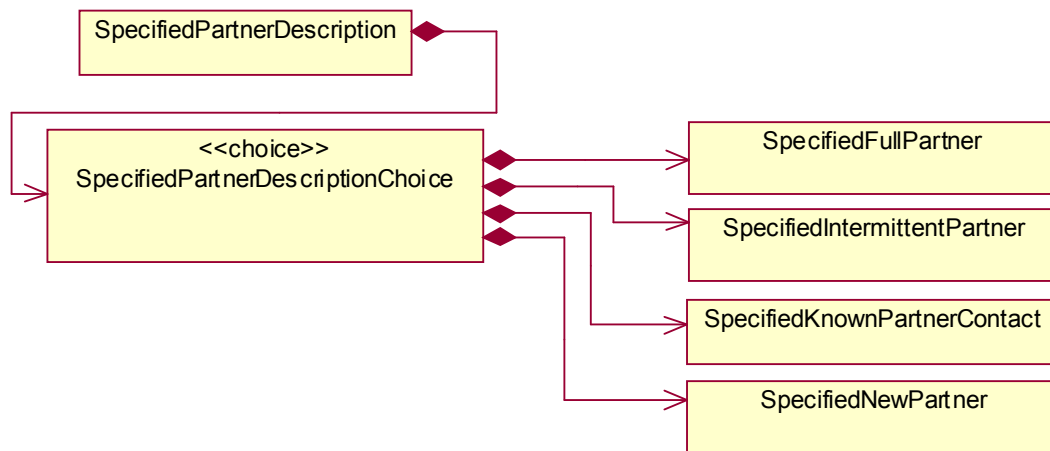 SpecifiedPartnerDescription
<<choice>>
SpecifiedPartnerDescriptionChoice
SpecifiedFullPartner
SpecifiedIntermittentPartner
SpecifiedKnownPartnerContact
SpecifiedNewPartner